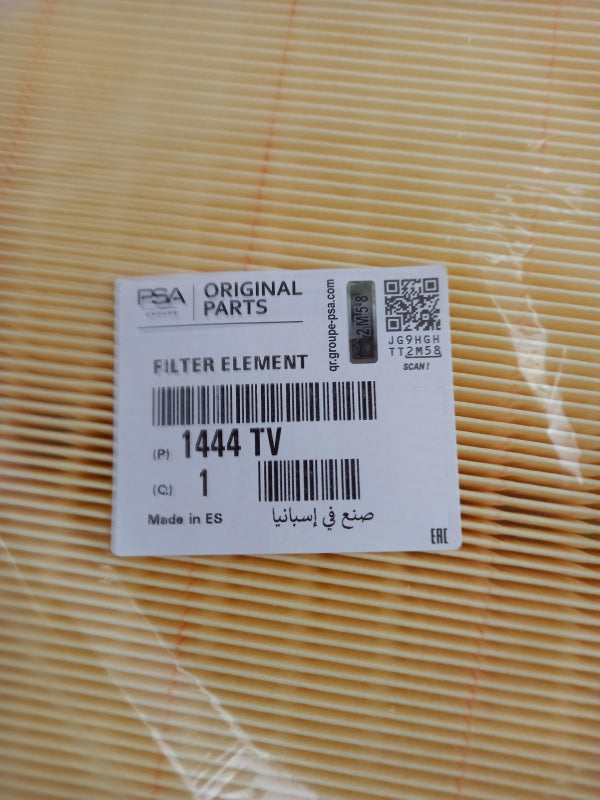 PSA
GROUPE
ORIGINAL
PARTS
qr.groupe-psa.com
2M58
JG9HGH
TT2M58
SCAN!
FILTER ELEMENT
(P) 1444 TV
(Q) 1
Made in ES
صنع في إسبانيا
EAC